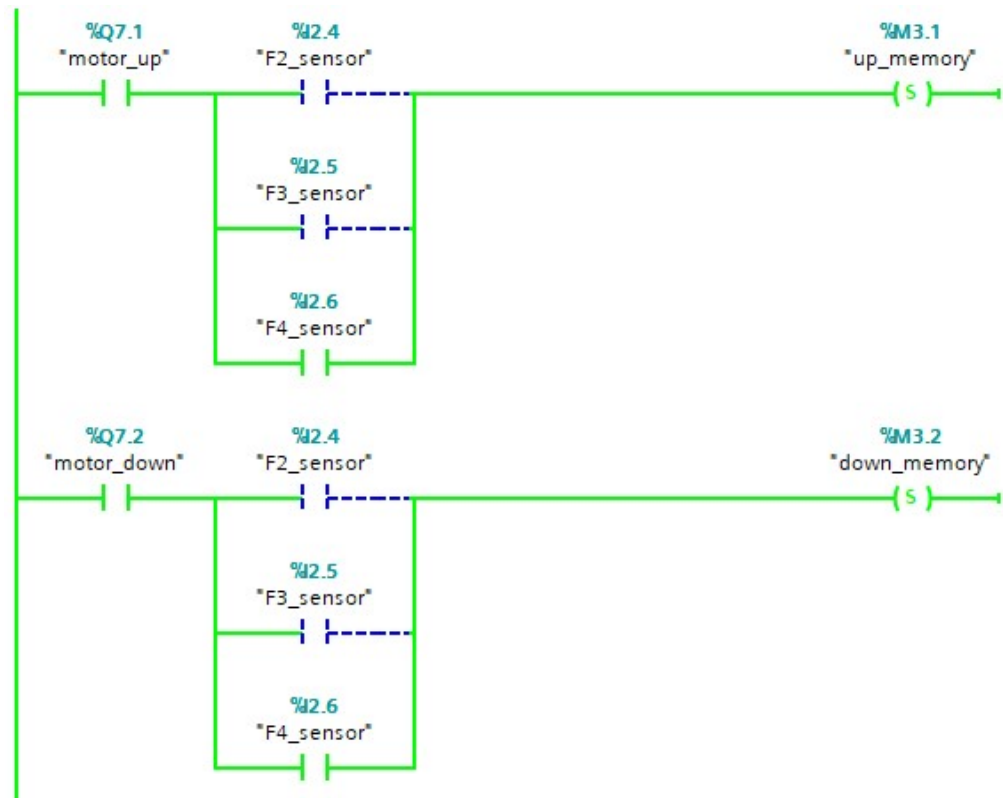 %Q7.1
"motor_up"
%I2.4
"F2_sensor"
%M3.1
"up_memory"
S
%I2.5
"F3_sensor"
%I2.6
"F4_sensor"
%Q7.2
"motor_down"
%I2.4
"F2_sensor"
%M3.2
"down_memory"
S
%I2.5
"F3_sensor"
%I2.6
"F4_sensor"